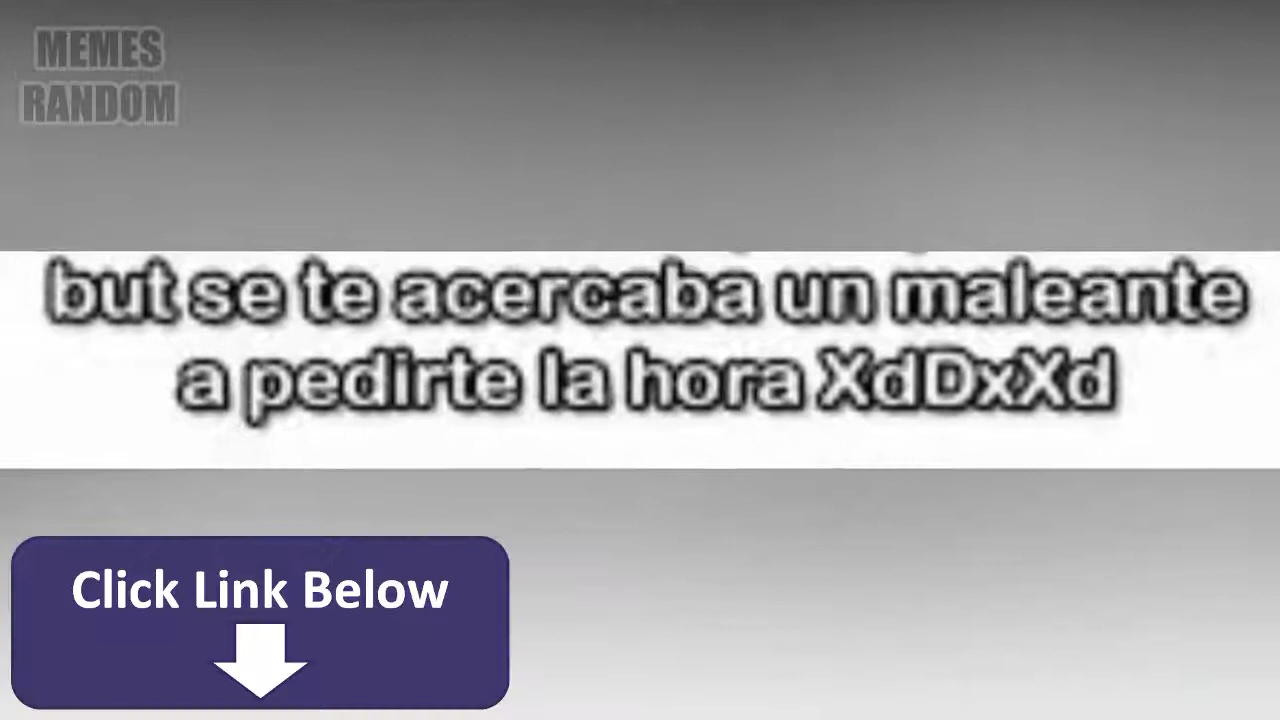 MEMES
RANDOM
but se te acercaba un maleante
a pedirte la hora XdDxXd
Click Link Below